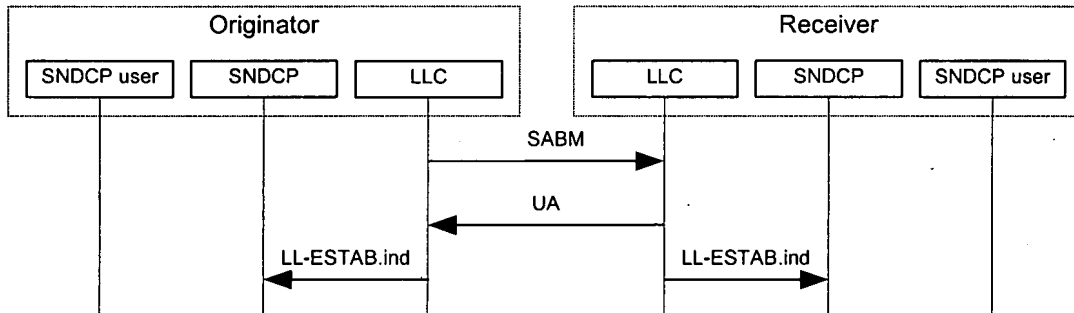 Originator
Receiver
SNDCP user
SNDCP
LLC
LLC
SNDCP
SNDCP user
SABM
UA
LL-ESTAB.ind
LL-ESTAB.ind